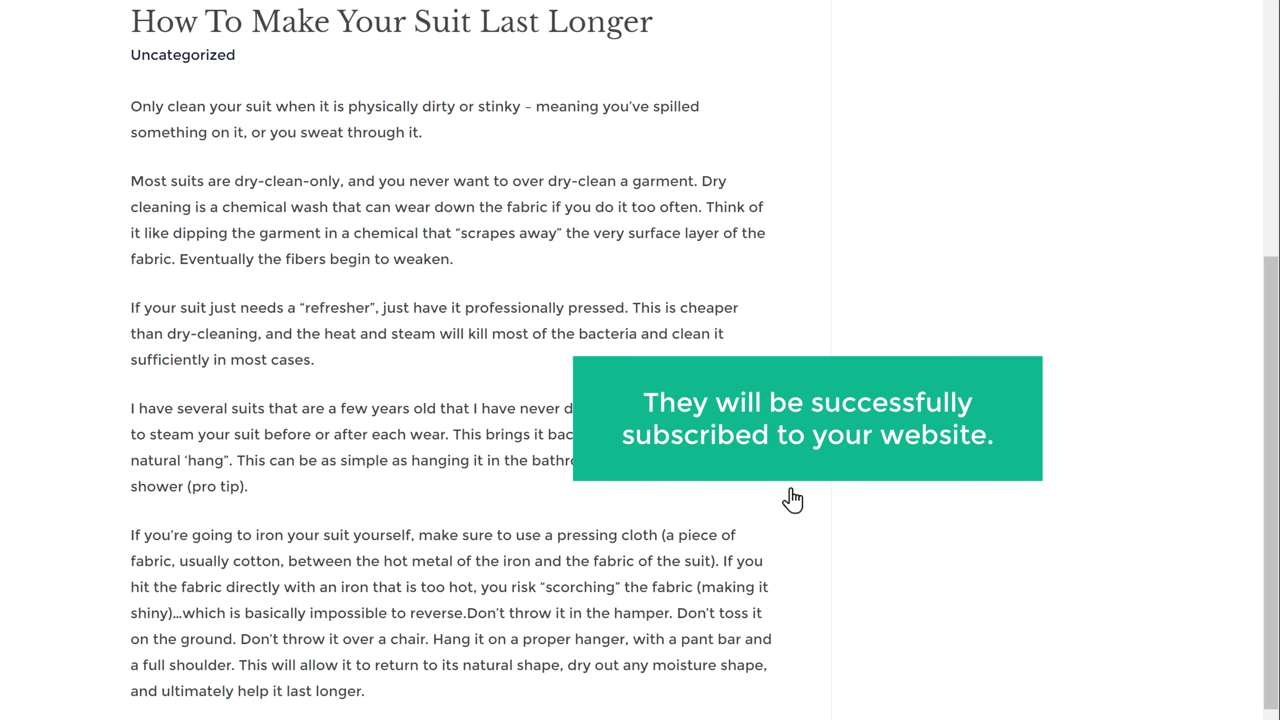 How To Make Your Suit Last Longer
Uncategorized
Only clean your suit when it is physically dirty or stinky – meaning you’ve spilled
something on it, or you sweat through it.
Most suits are dry-clean-only, and you never want to over dry-clean a garment. Dry
cleaning is a chemical wash that can wear down the fabric if you do it too often. Think of
it like dipping the garment in a chemical that “scrapes away” the very surface layer of the
fabric. Eventually the fibers begin to weaken.
If your suit just needs a “refresher”, just have it professionally pressed. This is cheaper
than dry-cleaning, and the heat and steam will kill most of the bacteria and clean it
sufficiently in most cases.
I have several suits that are a few years old that I have never
to steam your suit before or after each wear. This brings it
natural ‘hang”. This can be as simple as hanging it in the
shower (pro tip).
They will be successfully
subscribed to your website.
If you’re going to iron your suit yourself, make sure to use a pressing cloth (a piece of
fabric, usually cotton, between the hot metal of the iron and the fabric of the suit). If you
hit the fabric directly with an iron that is too hot, you risk “scorching” the fabric (making it
shiny)…which is basically impossible to reverse.Don’t throw it in the hamper. Don’t toss it
on the ground. Don’t throw it over a chair. Hang it on a proper hanger, with a pant bar and
a full shoulder. This will allow it to return to its natural shape, dry out any moisture shape,
and ultimately help it last longer.